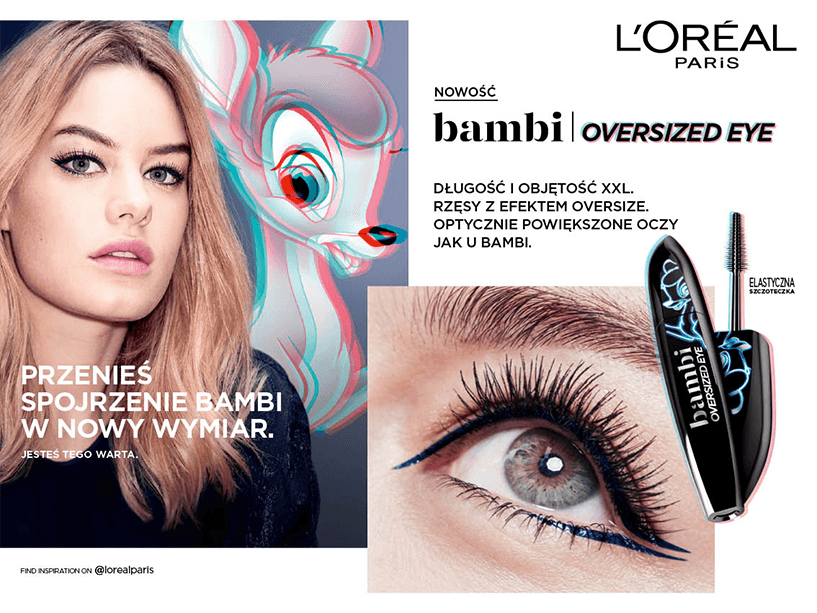 L'ORÉAL
PARiS
NOWOŚĆ
bambi | OVERSIZED EYE
DŁUGOŚĆ I OBJĘTOŚĆ XXL.
RZĘSY Z EFEKTEM OVERSIZE.
OPTYCZNIE POWIĘKSZONE OCZY
JAK U BAMBI.
ELASTYCZNA
SZCZOTECZKA
bambi
OVERSIZED EYE
PRZENIEŚ
SPOJRZENIE BAMBI
W NOWY WYMIAR.
JESTEŚ TEGO WARTA.
FIND INSPIRATION ON @lorealparis